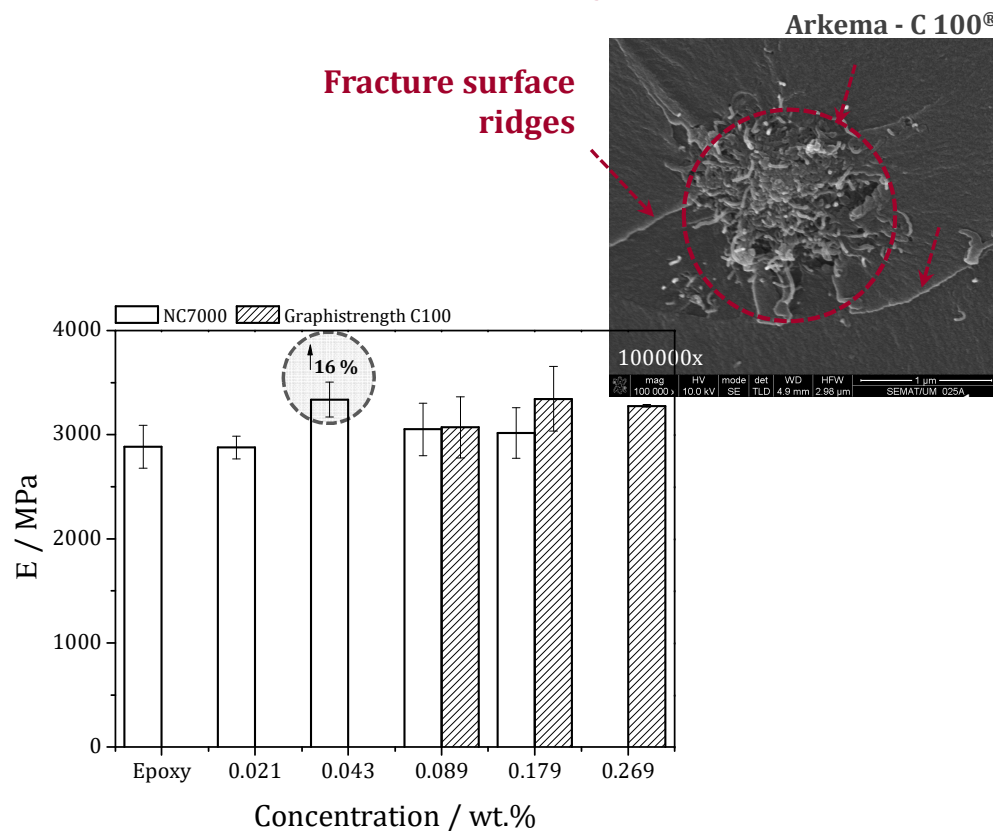 Arkema - C 100®
Fracture surface
ridges
100000x
mag HV mode det WD HFW
100 000 x 10.0 kV SE TLD 4.9 mm 2.98 µm
1 µm
SEMAT/UM 025A
NC7000 Graphistrength C100
16 %
4000
3000
2000
1000
0
E / MPa
Epoxy 0.021 0.043 0.089 0.179 0.269
Concentration / wt.%